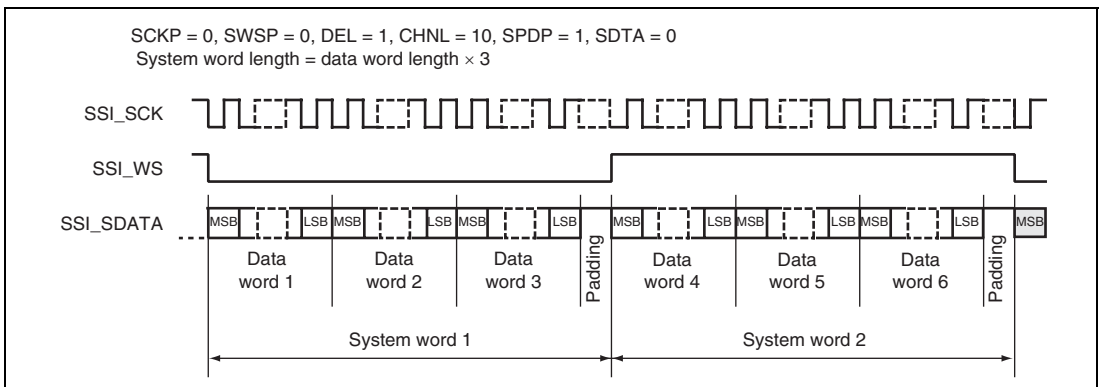 SCKP = 0, SWSP = 0, DEL = 1, CHNL = 10, SPDP = 1, SDTA = 0
System word length = data word length × 3
SSI_SCK
SSI_WS
SSI_SDATA
MSB LSB MSB LSB MSB LSB MSB LSB MSB LSB MSB LSB MSB
Data
word 1
Data
word 2
Data
word 3
Padding
Data
word 4
Data
word 5
Data
word 6
Padding
System word 1
System word 2